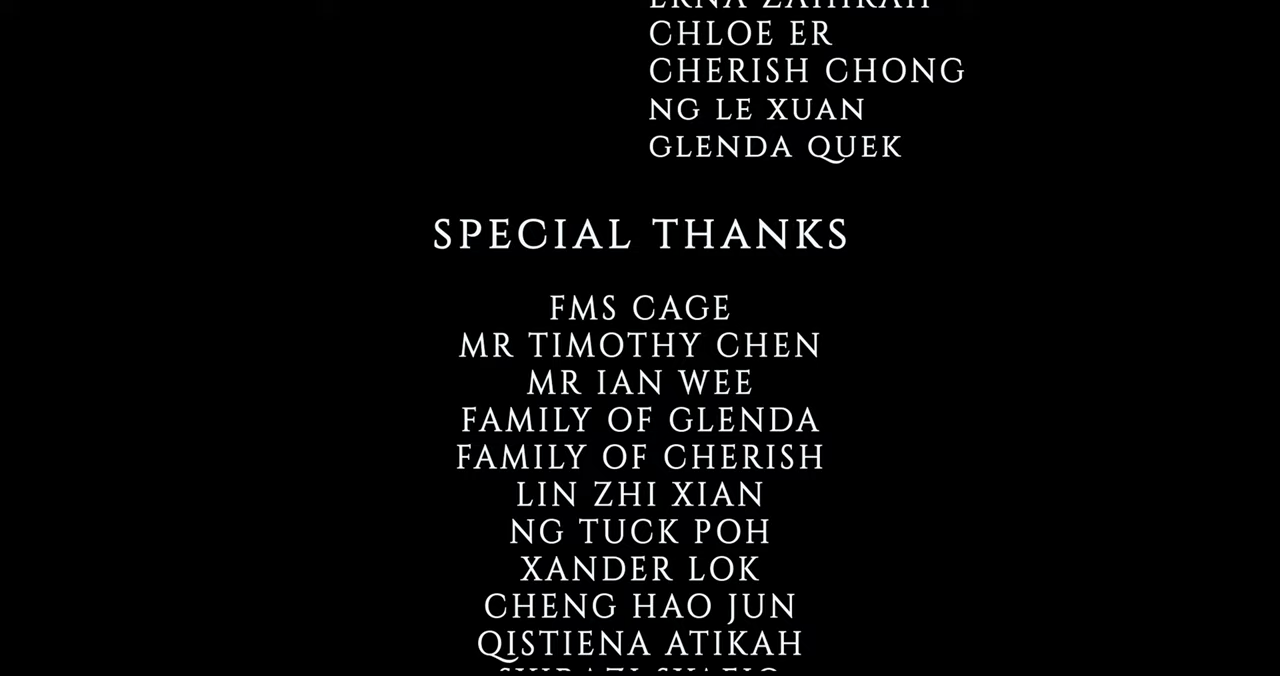 ERNA ZAHIRAH
CHLOE ER
CHERISH CHONG
NG LE XUAN
GLENDA QUEK
SPECIAL THANKS
FMS CAGE
MR TIMOTHY CHEN
MR IAN WEE
FAMILY OF GLENDA
FAMILY OF CHERISH
LIN ZHI XIAN
NG TUCK POH
XANDER LOK
CHENG HAO JUN
QISTIENA ATIKAH